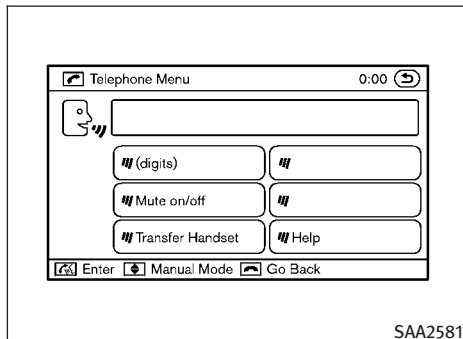 Telephone Menu 0:00
(digits)
Mute on/off
Transfer Handset Help
Enter Manual Mode Go Back
SAA2581